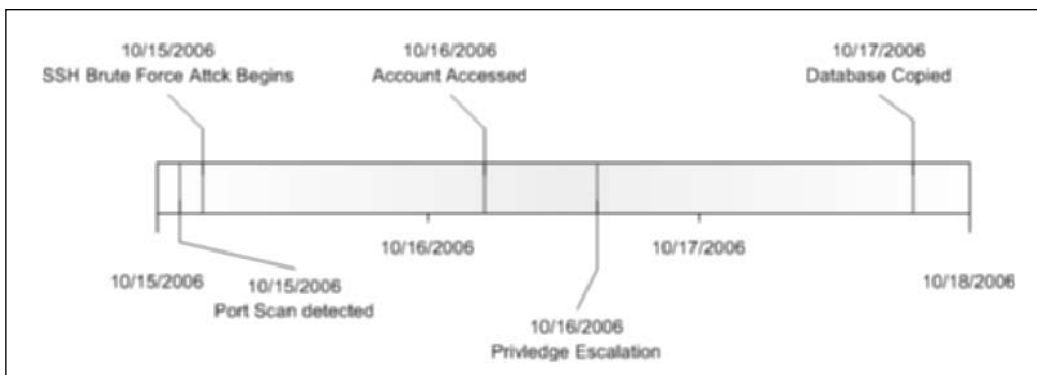 10/15/2006
SSH Brute Force Attck Begins
10/16/2006
Account Accessed
10/17/2006
Database Copied
10/16/2006
10/17/2006
10/15/2006
10/18/2006
10/15/2006
Port Scan detected
10/16/2006
Privledge Escalation